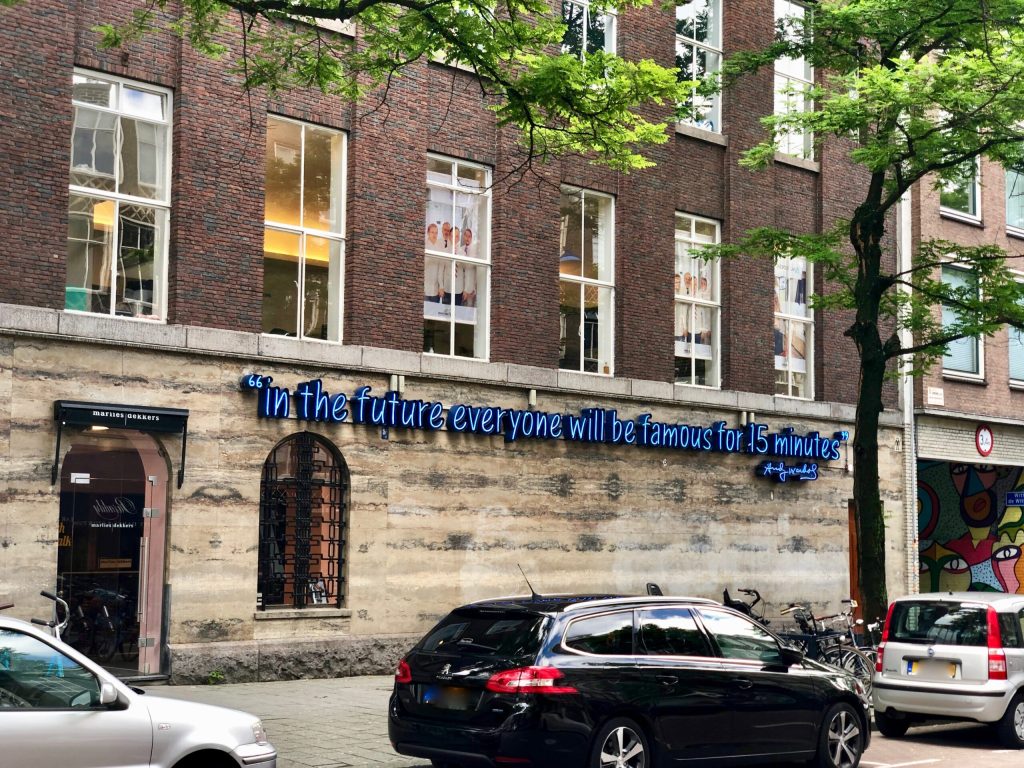 “in the future everyone will be famous for 15 minutes”
Andy Warhol
marlies|dekkers
marlies|dekkers